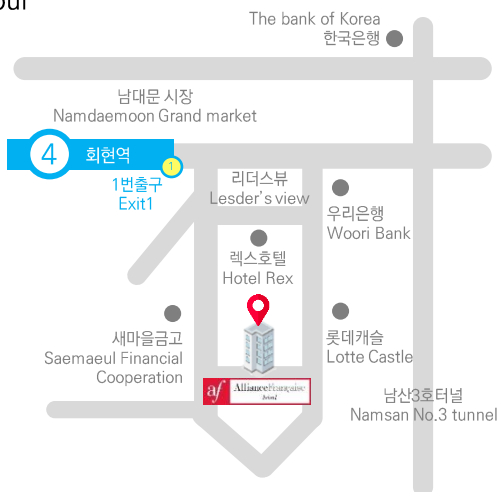 oul
The bank of Korea
한국은행
남대문 시장
Namdaemoon Grand market
4 회현역
1
1번출구
Exit1
리더스뷰
Lesder's view
우리은행
Woori Bank
렉스호텔
Hotel Rex
새마을금고
Saemaeul Financial
Cooperation
롯데캐슬
Lotte Castle
af AllianceFrançaise
Séoul
남산3호터널
Namsan No.3 tunnel